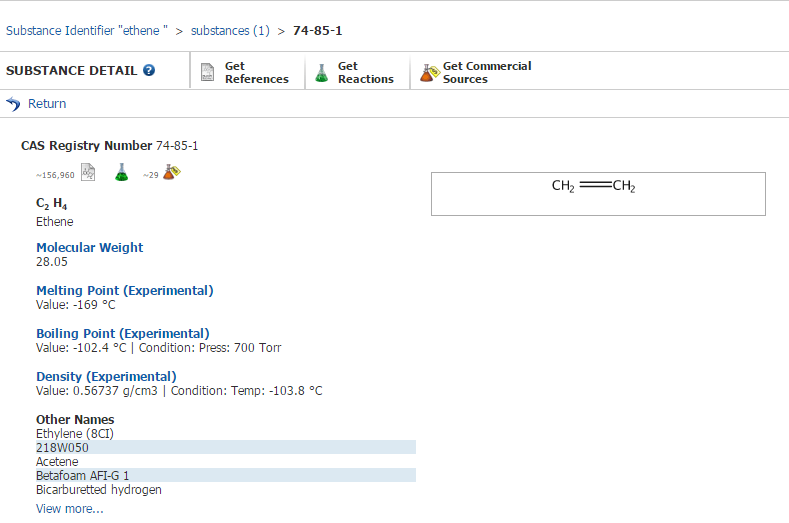 Substance Identifier "ethene " > substances (1) > 74-85-1
SUBSTANCE DETAIL ?
Get References
Get Reactions
Get Commercial Sources
Return
CAS Registry Number 74-85-1
~156,960
~29
C2 H4
Ethene
CH2 CH2
Molecular Weight
28.05
Melting Point (Experimental)
Value: -169 °C
Boiling Point (Experimental)
Value: -102.4 °C | Condition: Press: 700 Torr
Density (Experimental)
Value: 0.56737 g/cm3 | Condition: Temp: -103.8 °C
Other Names
Ethylene (8CI)
218W050
Acetene
Betafoam AFI-G 1
Bicarburetted hydrogen
View more...